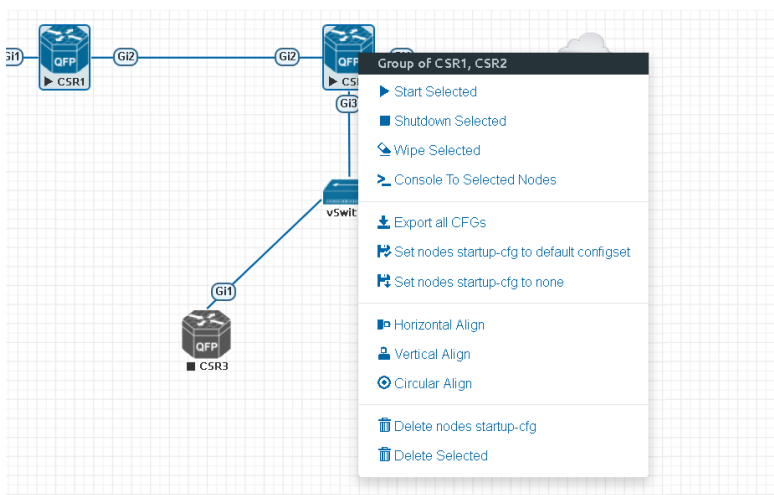 Gi1
QFP
CSR1
Gi2
Gi2
QFP
Gi3
vSwit
Gi1
QFP
CSR3
Group of CSR1, CSR2
Start Selected
Shutdown Selected
Wipe Selected
Console To Selected Nodes
Export all CFGs
Set nodes startup-cfg to default configset
Set nodes startup-cfg to none
Horizontal Align
Vertical Align
Circular Align
Delete nodes startup-cfg
Delete Selected